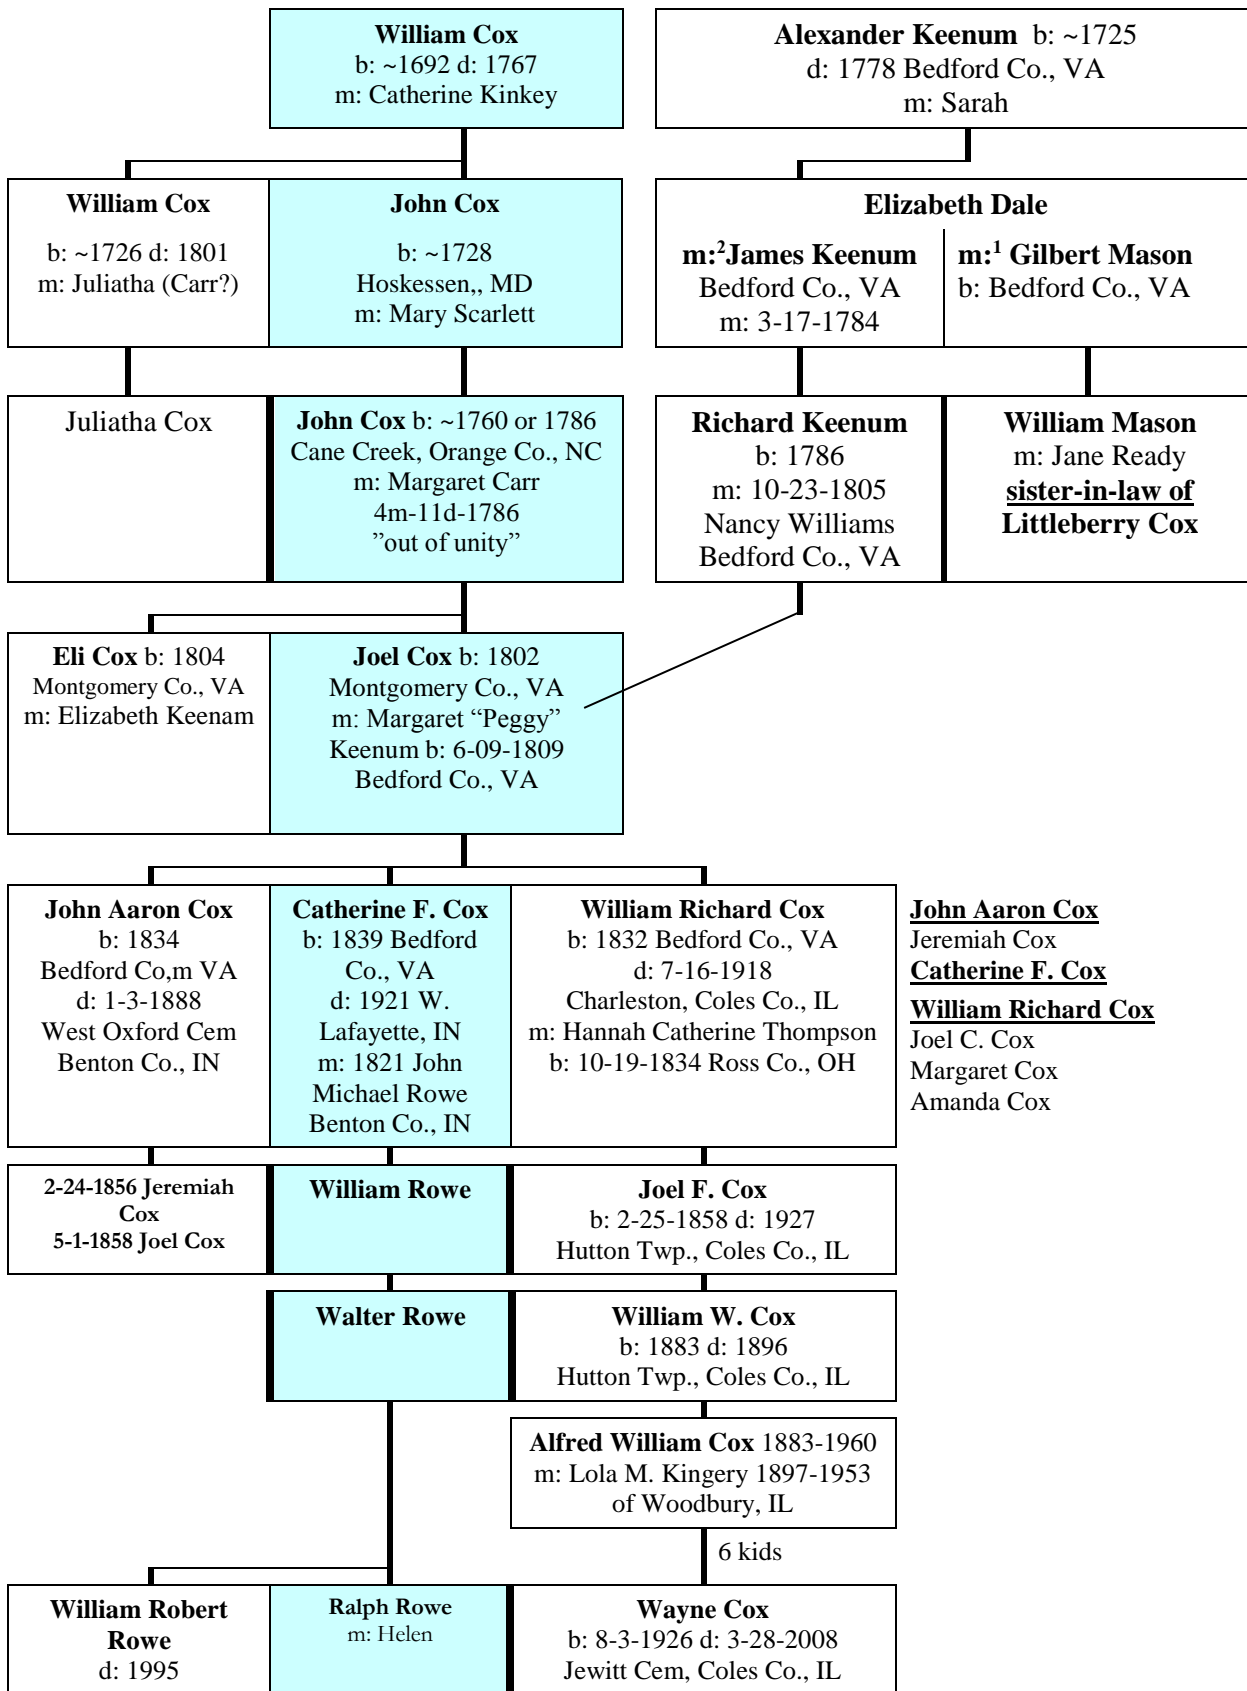 William Cox
b: ~1692 d: 1767
m: Catherine Kinkey
Alexander Keenum b: ~1725
d: 1778 Bedford Co., VA
m: Sarah
William Cox
b: ~1726 d: 1801
m: Juliatha (Carr?)
John Cox
b: ~1728
Hoskessen,, MD
m: Mary Scarlett
Elizabeth Dale
m:2James Keenum
Bedford Co., VA
m: 3-17-1784
m:1 Gilbert Mason
b: Bedford Co., VA
Juliatha Cox
John Cox b: ~1760 or 1786
Cane Creek, Orange Co., NC
m: Margaret Carr
4m-11d-1786
”out of unity”
Richard Keenum
b: 1786
m: 10-23-1805
Nancy Williams
Bedford Co., VA
William Mason
m: Jane Ready
sister-in-law of
Littleberry Cox
Eli Cox b: 1804
Montgomery Co., VA
m: Elizabeth Keenam
Joel Cox b: 1802
Montgomery Co., VA
m: Margaret “Peggy”
Keenum b: 6-09-1809
Bedford Co., VA
John Aaron Cox
b: 1834
Bedford Co,m VA
d: 1-3-1888
West Oxford Cem
Benton Co., IN
Catherine F. Cox
b: 1839 Bedford
Co., VA
d: 1921 W.
Lafayette, IN
m: 1821 John
Michael Rowe
Benton Co., IN
William Richard Cox
b: 1832 Bedford Co., VA
d: 7-16-1918
Charleston, Coles Co., IL
m: Hannah Catherine Thompson
b: 10-19-1834 Ross Co., OH
John Aaron Cox
Jeremiah Cox
Catherine F. Cox
William Richard Cox
Joel C. Cox
Margaret Cox
Amanda Cox
2-24-1856 Jeremiah
Cox
5-1-1858 Joel Cox
William Rowe
Joel F. Cox
b: 2-25-1858 d: 1927
Hutton Twp., Coles Co., IL
Walter Rowe
William W. Cox
b: 1883 d: 1896
Hutton Twp., Coles Co., IL
Alfred William Cox 1883-1960
m: Lola M. Kingery 1897-1953
of Woodbury, IL
6 kids
William Robert
Rowe
d: 1995
Ralph Rowe
m: Helen
Wayne Cox
b: 8-3-1926 d: 3-28-2008
Jewitt Cem, Coles Co., IL